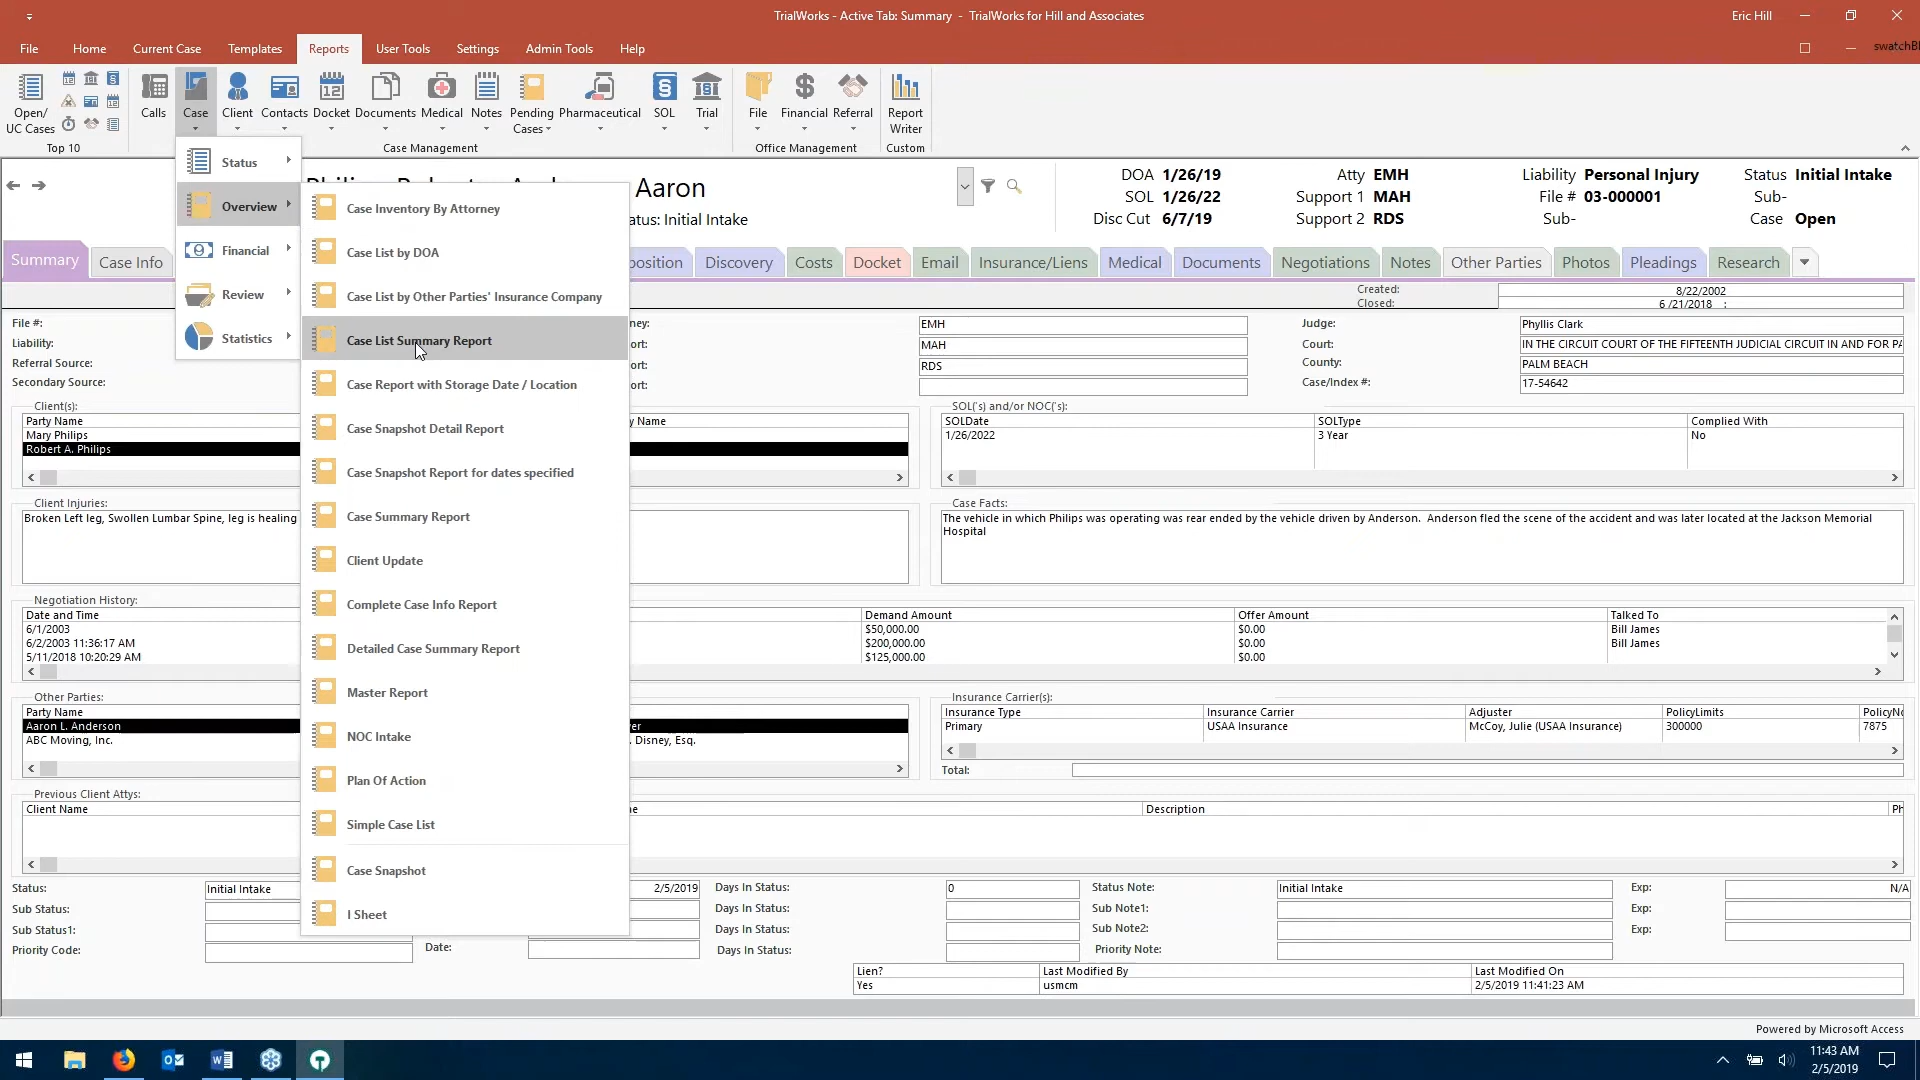 TrialWorks - Active Tab: Summary - TrialWorks for Hill and Associates
Eric Hill
File Home Current Case Templates Reports User Tools Settings Admin Tools Help
Open/ UC Cases
Calls Case Client Contacts Docket Documents Medical Notes Pending Cases Pharmaceutical SOL Trial File Financial Referral Report Writer
Top 10 Case Management Office Management Custom
Status
Overview
Financial
Review
Statistics
Case Inventory By Attorney
Case List by DOA
Case List by Other Parties' Insurance Company
Case List Summary Report
Case Report with Storage Date / Location
Case Snapshot Detail Report
Case Snapshot Report for dates specified
Case Summary Report
Client Update
Complete Case Info Report
Detailed Case Summary Report
Master Report
NOC Intake
Plan Of Action
Simple Case List
Case Snapshot
I Sheet
Aaron
atus: Initial Intake
DOA 1/26/19 Atty EMH Liability Personal Injury Status Initial Intake
SOL 1/26/22 Support 1 MAH File # 03-000001 Sub-
Disc Cut 6/7/19 Support 2 RDS Sub- Case Open
Summary Case Info position Discovery Costs Docket Email Insurance/Liens Medical Documents Negotiations Notes Other Parties Photos Pleadings Research
Created: 8/22/2002
Closed: 6 /21/2018 :
File #: ney: EMH Judge: Phyllis Clark
Liability: ort: MAH Court: IN THE CIRCUIT COURT OF THE FIFTEENTH JUDICIAL CIRCUIT IN AND FOR PA
Referral Source: ort: RDS County: PALM BEACH
Secondary Source: ort: Case/Index #: 17-54642
Client(s): SOL('s) and/or NOC('s):
Party Name y Name SOLDate SOLType Complied With
Mary Philips 1/26/2022 3 Year No
Robert A. Philips
Client Injuries: Case Facts:
Broken Left leg, Swollen Lumbar Spine, leg is healing
The vehicle in which Philips was operating was rear ended by the vehicle driven by Anderson. Anderson fled the scene of the accident and was later located at the Jackson Memorial
Hospital
Negotiation History:
Date and Time Demand Amount Offer Amount Talked To
6/1/2003 $50,000.00 $0.00 Bill James
6/2/2003 11:36:17 AM $200,000.00 $0.00 Bill James
5/11/2018 10:20:29 AM $125,000.00 $0.00
Other Parties: Insurance Carrier(s):
Party Name Insurance Type Insurance Carrier Adjuster PolicyLimits PolicyNo
Aaron L. Anderson er Primary USAA Insurance McCoy, Julie (USAA Insurance) 300000 7875
ABC Moving, Inc. . Disney, Esq.
Total:
Previous Client Attys:
Client Name ne Description Ph
Status: Initial Intake 2/5/2019 Days In Status: 0 Status Note: Initial Intake Exp: N/A
Sub Status: Days In Status: Sub Note1: Exp:
Sub Status1: Days In Status: Sub Note2: Exp:
Priority Code: Date: Days In Status: Priority Note:
Lien? Last Modified By Last Modified On
Yes usmcm 2/5/2019 11:41:23 AM
Powered by Microsoft Access
11:43 AM
2/5/2019